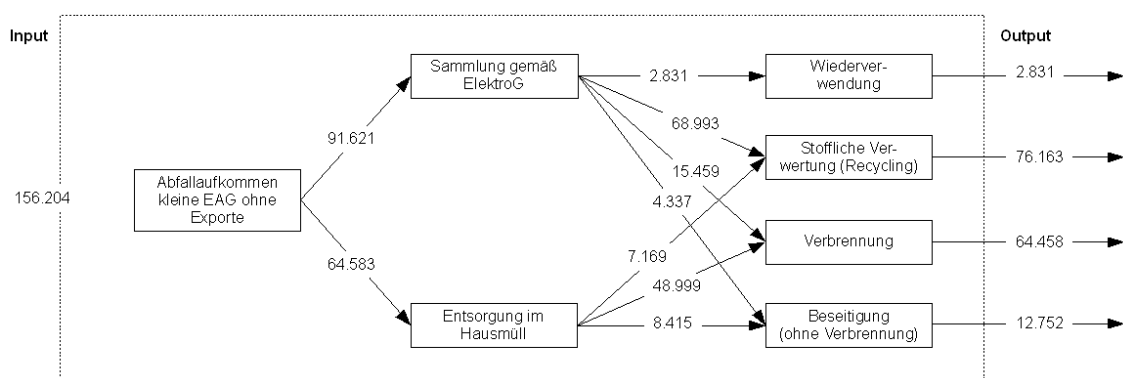 Input
Output
Sammlung gemäß
ElektroG
2.831
Wiederver-
wendung
2.831
91.621
68.993
Stoffliche Ver-
wertung (Recycling)
76.163
156.204
Abfallaufkommen
kleine EAG ohne
Exporte
15.459
4.337
Verbrennung
64.458
64.583
7.169
48.999
Entsorgung im
Hausmüll
8.415
Beseitigung
(ohne Verbrennung)
12.752